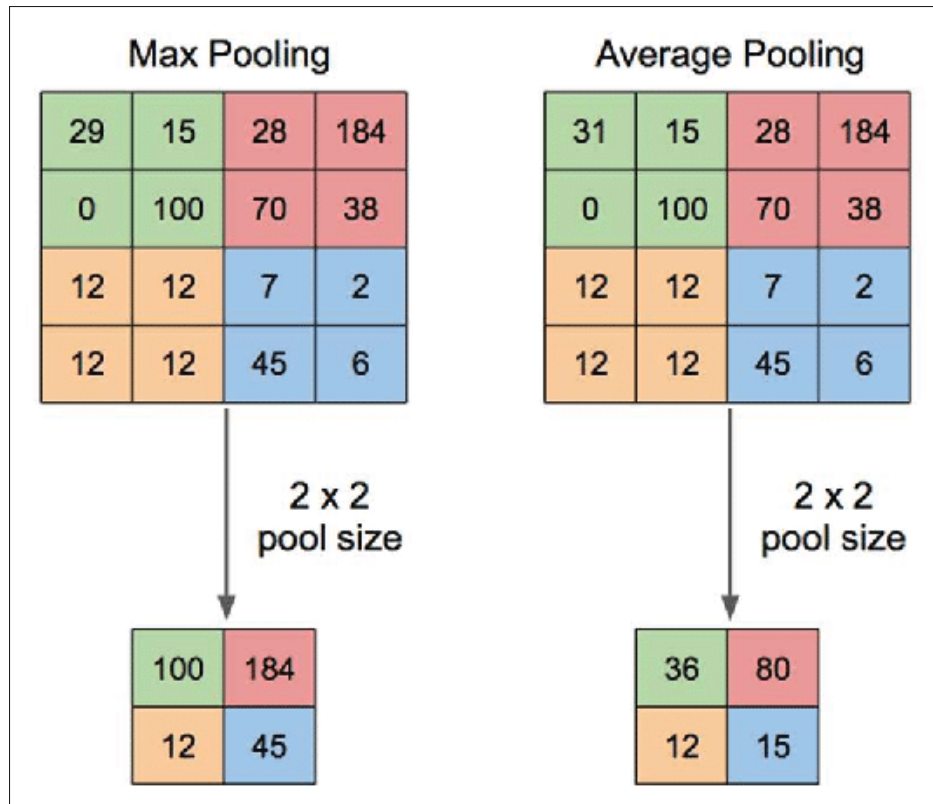 Max Pooling
29 15 28 184
0 100 70 38
12 12 7 2
12 12 45 6
2 x 2
pool size
100 184
12 45
Average Pooling
31 15 28 184
0 100 70 38
12 12 7 2
12 12 45 6
2 x 2
pool size
36 80
12 15